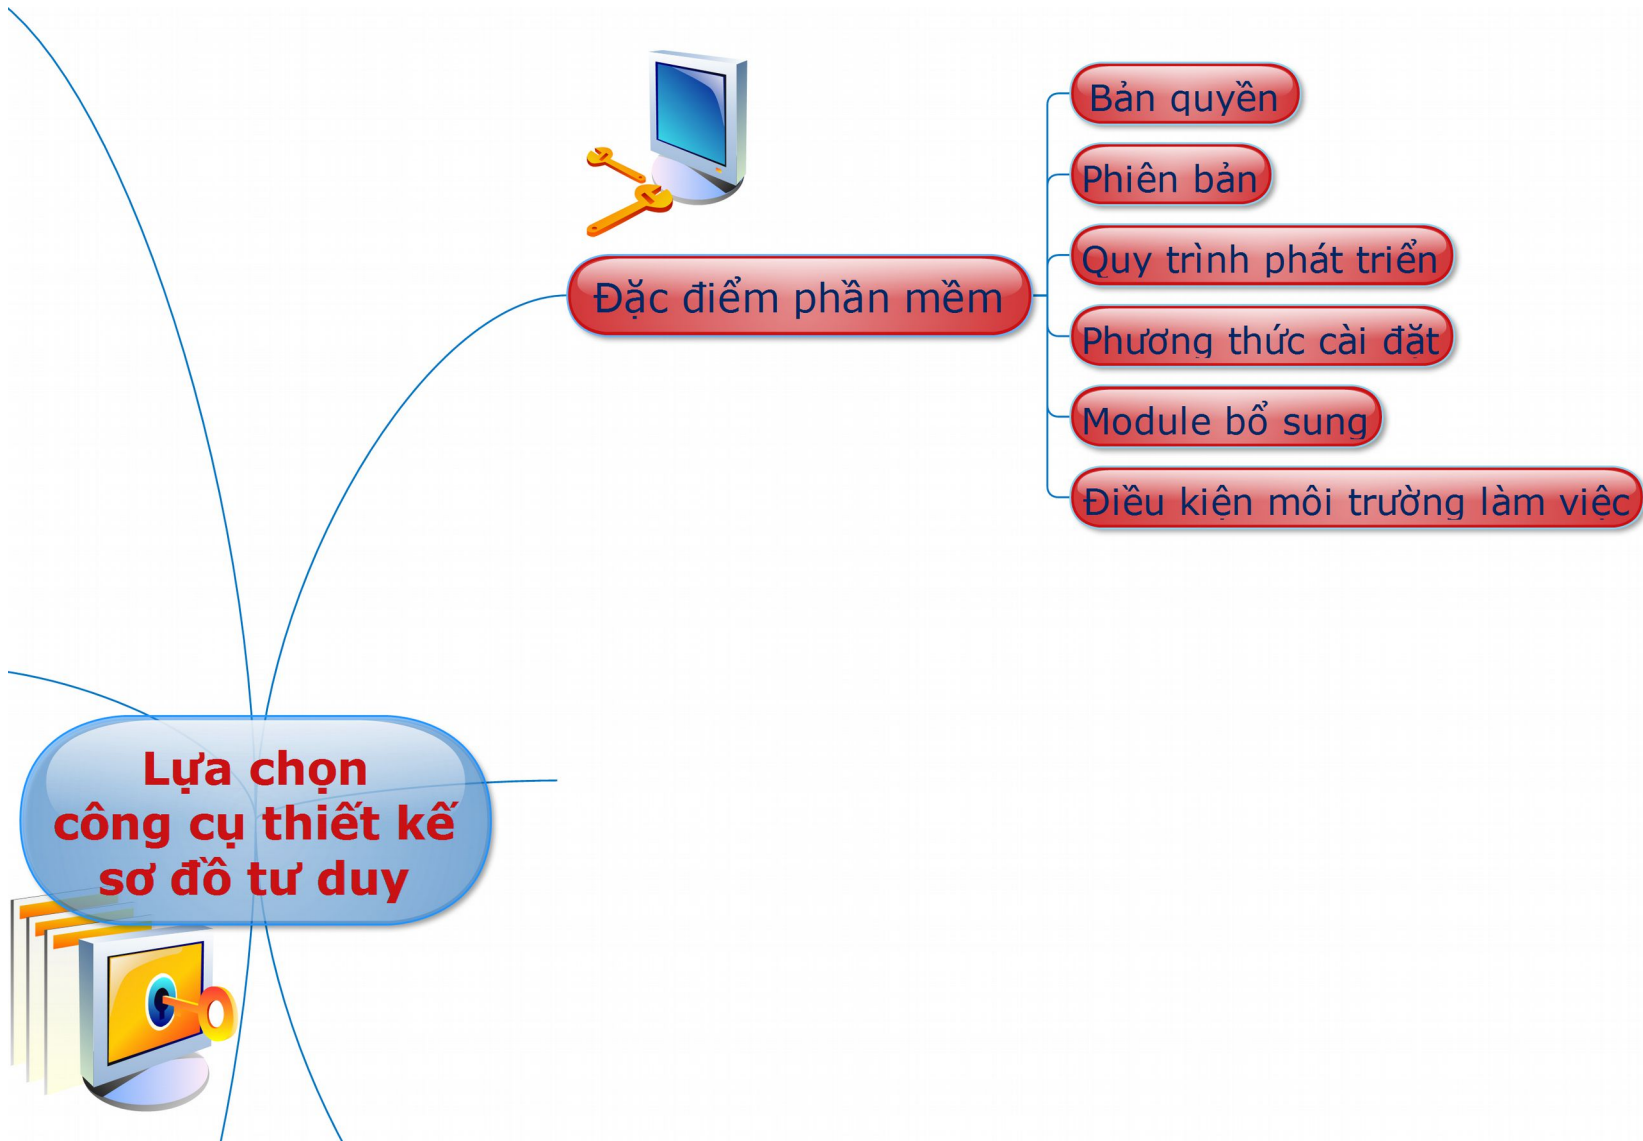 Bản quyền
Phiên bản
Quy trình phát triển
Đặc điểm phần mềm
Phương thức cài đặt
Module bổ sung
Điều kiện môi trường làm việc
Lựa chọn
công cụ thiết kế
sơ đồ tư duy